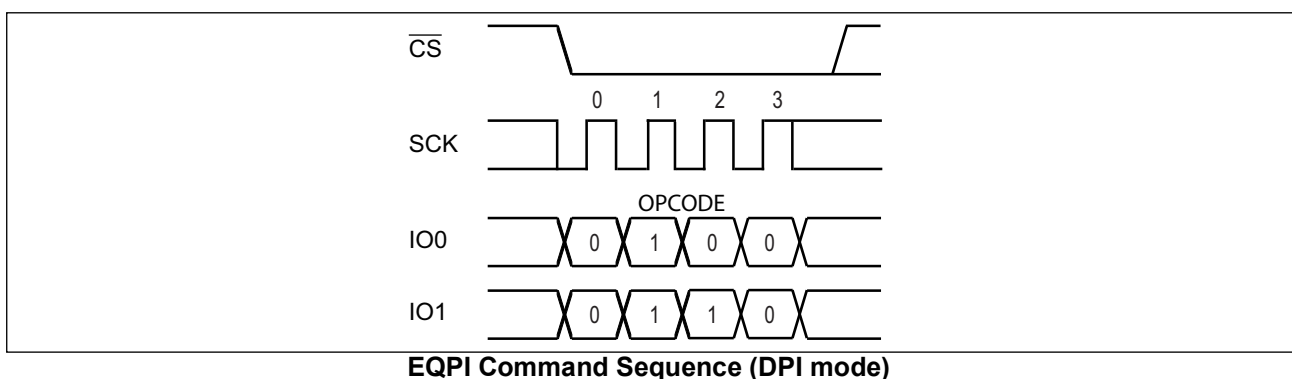 CS
0 1 2 3
SCK
OPCODE
IO0 0 1 0 0
IO1 0 1 1 0
EQPI Command Sequence (DPI mode)